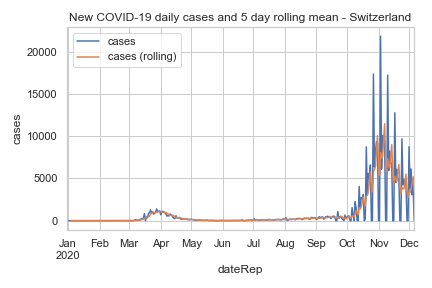 New COVID-19 daily cases and 5 day rolling mean - Switzerland
cases
cases (rolling)
20000
15000
10000
5000
0
cases
Jan Feb Mar Apr May Jun Jul Aug Sep Oct Nov Dec
2020
dateRep